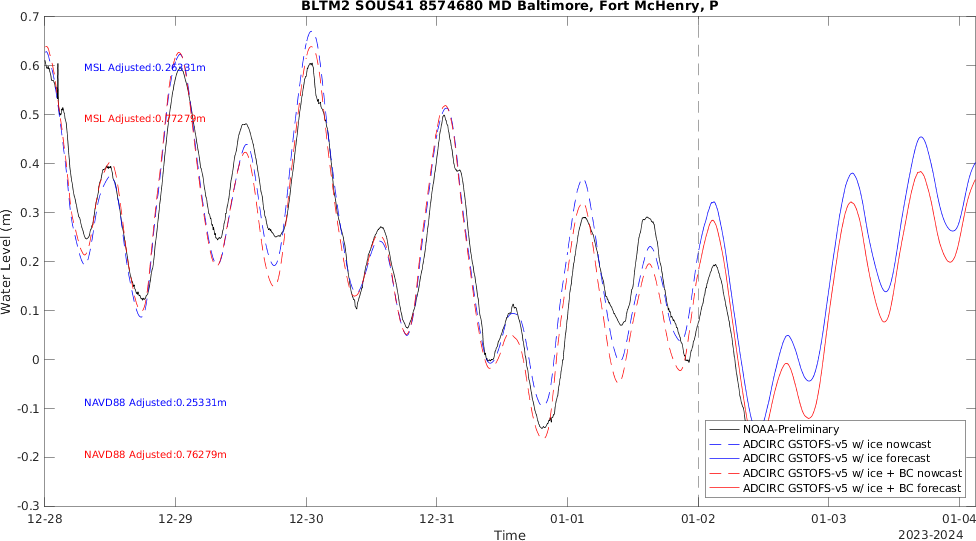 BLTM2 SOUS41 8574680 MD Baltimore, Fort McHenry, P
0.7
0.6
0.5
0.4
0.3
0.2
0.1
0
-0.1
-0.2
-0.3
Water Level (m)
MSL Adjusted:0.26331m
MSL Adjusted:0.77279m
NAVD88 Adjusted:0.25331m
NAVD88 Adjusted:0.76279m
NOAA-Preliminary
ADCIRC GSTOFS-v5 w/ ice nowcast
ADCIRC GSTOFS-v5 w/ ice forecast
ADCIRC GSTOFS-v5 w/ ice + BC nowcast
ADCIRC GSTOFS-v5 w/ ice + BC forecast
12-28 12-29 12-30 12-31 01-01 01-02 01-03 01-04
Time
2023-2024